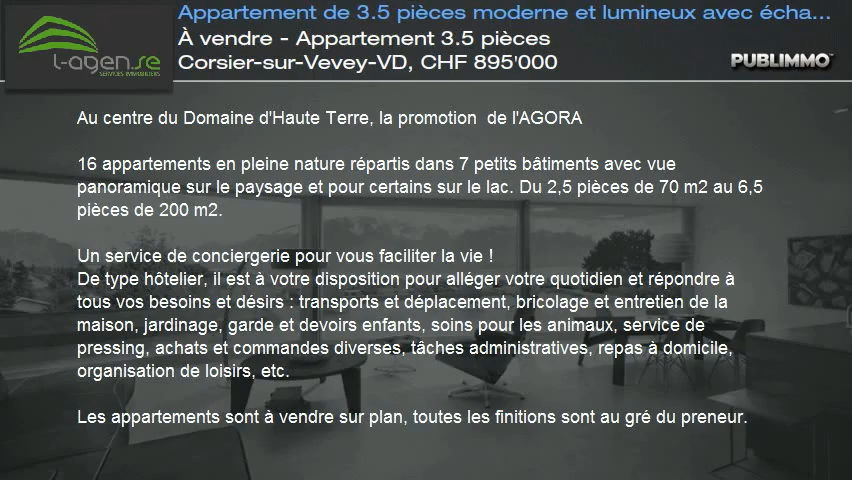 Appartement de 3.5 pièces moderne et lumineux avec écha...
À vendre - Appartement 3.5 pièces
Corsier-sur-Vevey-VD, CHF 895'000
l-agen.se
SERVICES IMMOBILIERS
PUBLIMMO™
Au centre du Domaine d'Haute Terre, la promotion de l'AGORA
16 appartements en pleine nature répartis dans 7 petits bâtiments avec vue
panoramique sur le paysage et pour certains sur le lac. Du 2,5 pièces de 70 m2 au 6,5
pièces de 200 m2.
Un service de conciergerie pour vous faciliter la vie !
De type hôtelier, il est à votre disposition pour alléger votre quotidien et répondre à
tous vos besoins et désirs : transports et déplacement, bricolage et entretien de la
maison, jardinage, garde et devoirs enfants, soins pour les animaux, service de
pressing, achats et commandes diverses, tâches administratives, repas à domicile,
organisation de loisirs, etc.
Les appartements sont à vendre sur plan, toutes les finitions sont au gré du preneur.